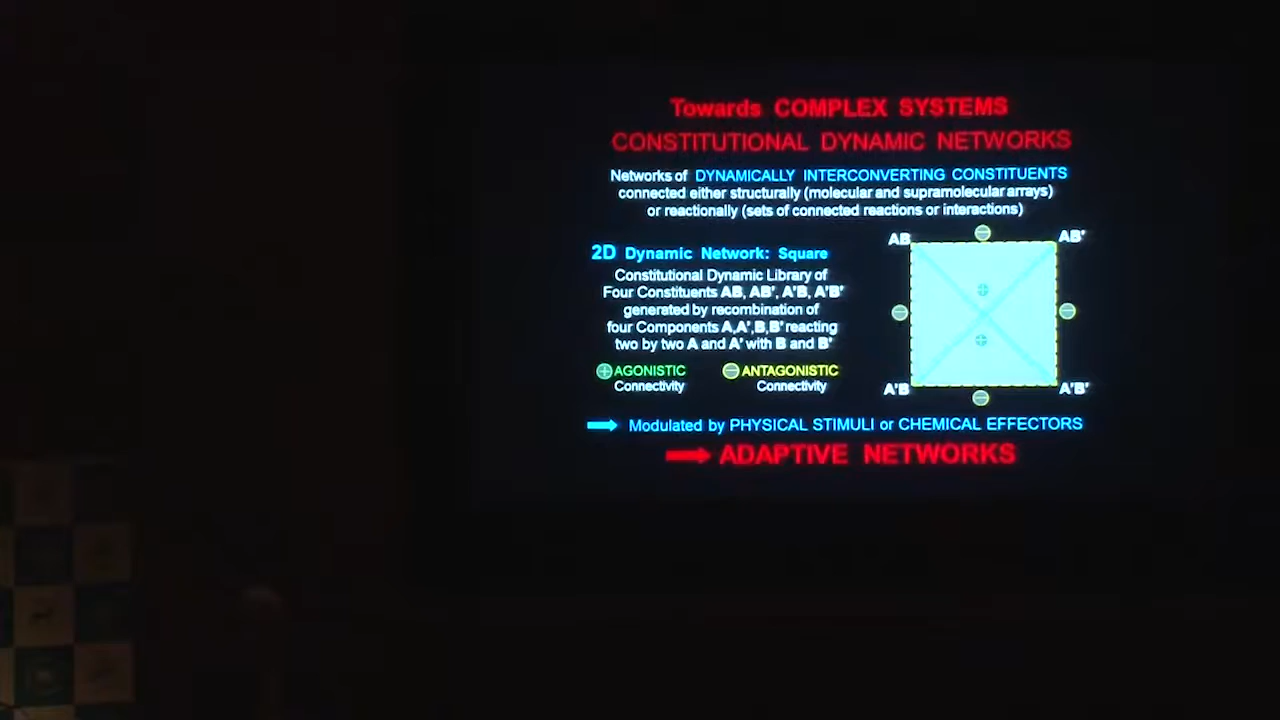 Towards COMPLEX SYSTEMS
CONSTITUTIONAL DYNAMIC NETWORKS
Networks of DYNAMICALLY INTERCONVERTING CONSTITUENTS
connected either structurally (molecular and supramolecular arrays)
or reactionally (sets of connected reactions or interactions)
2D Dynamic Network: Square
Constitutional Dynamic Library of
Four Constituents AB, AB', A'B, A'B'
generated by recombination of
four Components A,A',B,B' reacting
two by two A and A' with B and B'
⊕ AGONISTIC
Connectivity
⊖ ANTAGONISTIC
Connectivity
AB
⊖
AB'
⊕
⊖
⊖
⊕
A'B
⊖
A'B'
Modulated by PHYSICAL STIMULI or CHEMICAL EFFECTORS
ADAPTIVE NETWORKS